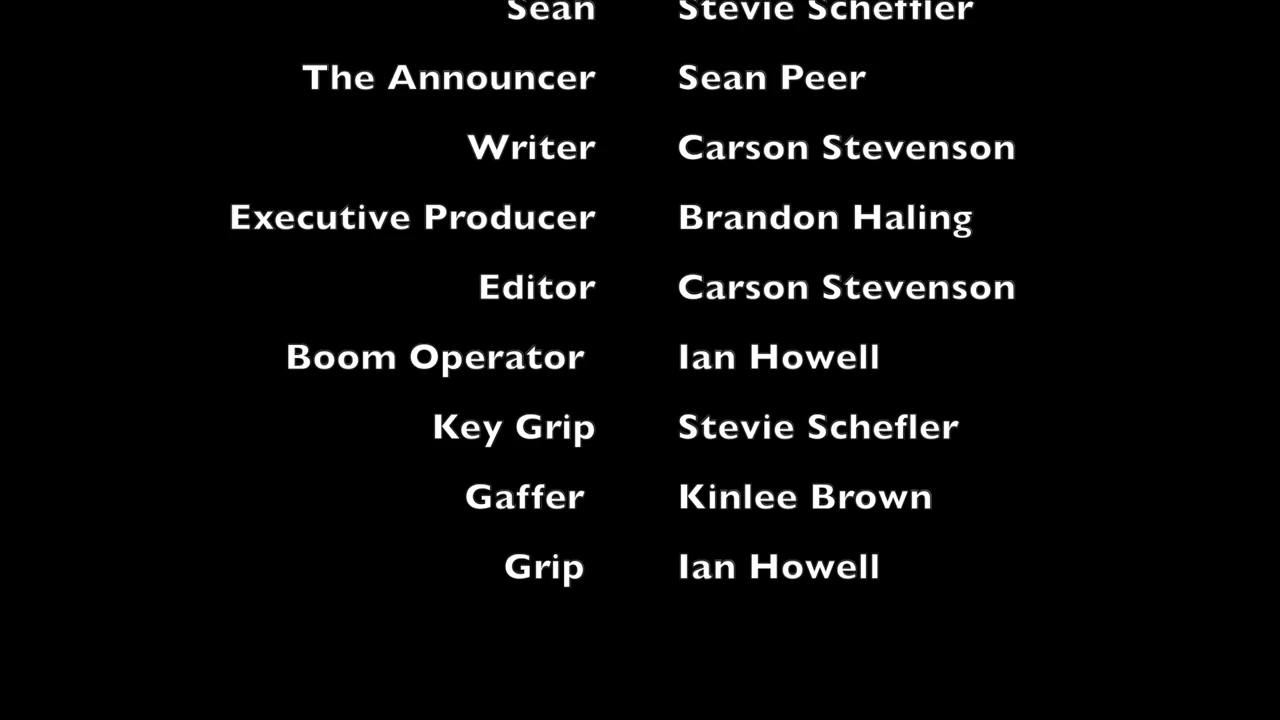 Sean Stevie Scheffler
The Announcer Sean Peer
Writer Carson Stevenson
Executive Producer Brandon Haling
Editor Carson Stevenson
Boom Operator Ian Howell
Key Grip Stevie Schefler
Gaffer Kinlee Brown
Grip Ian Howell